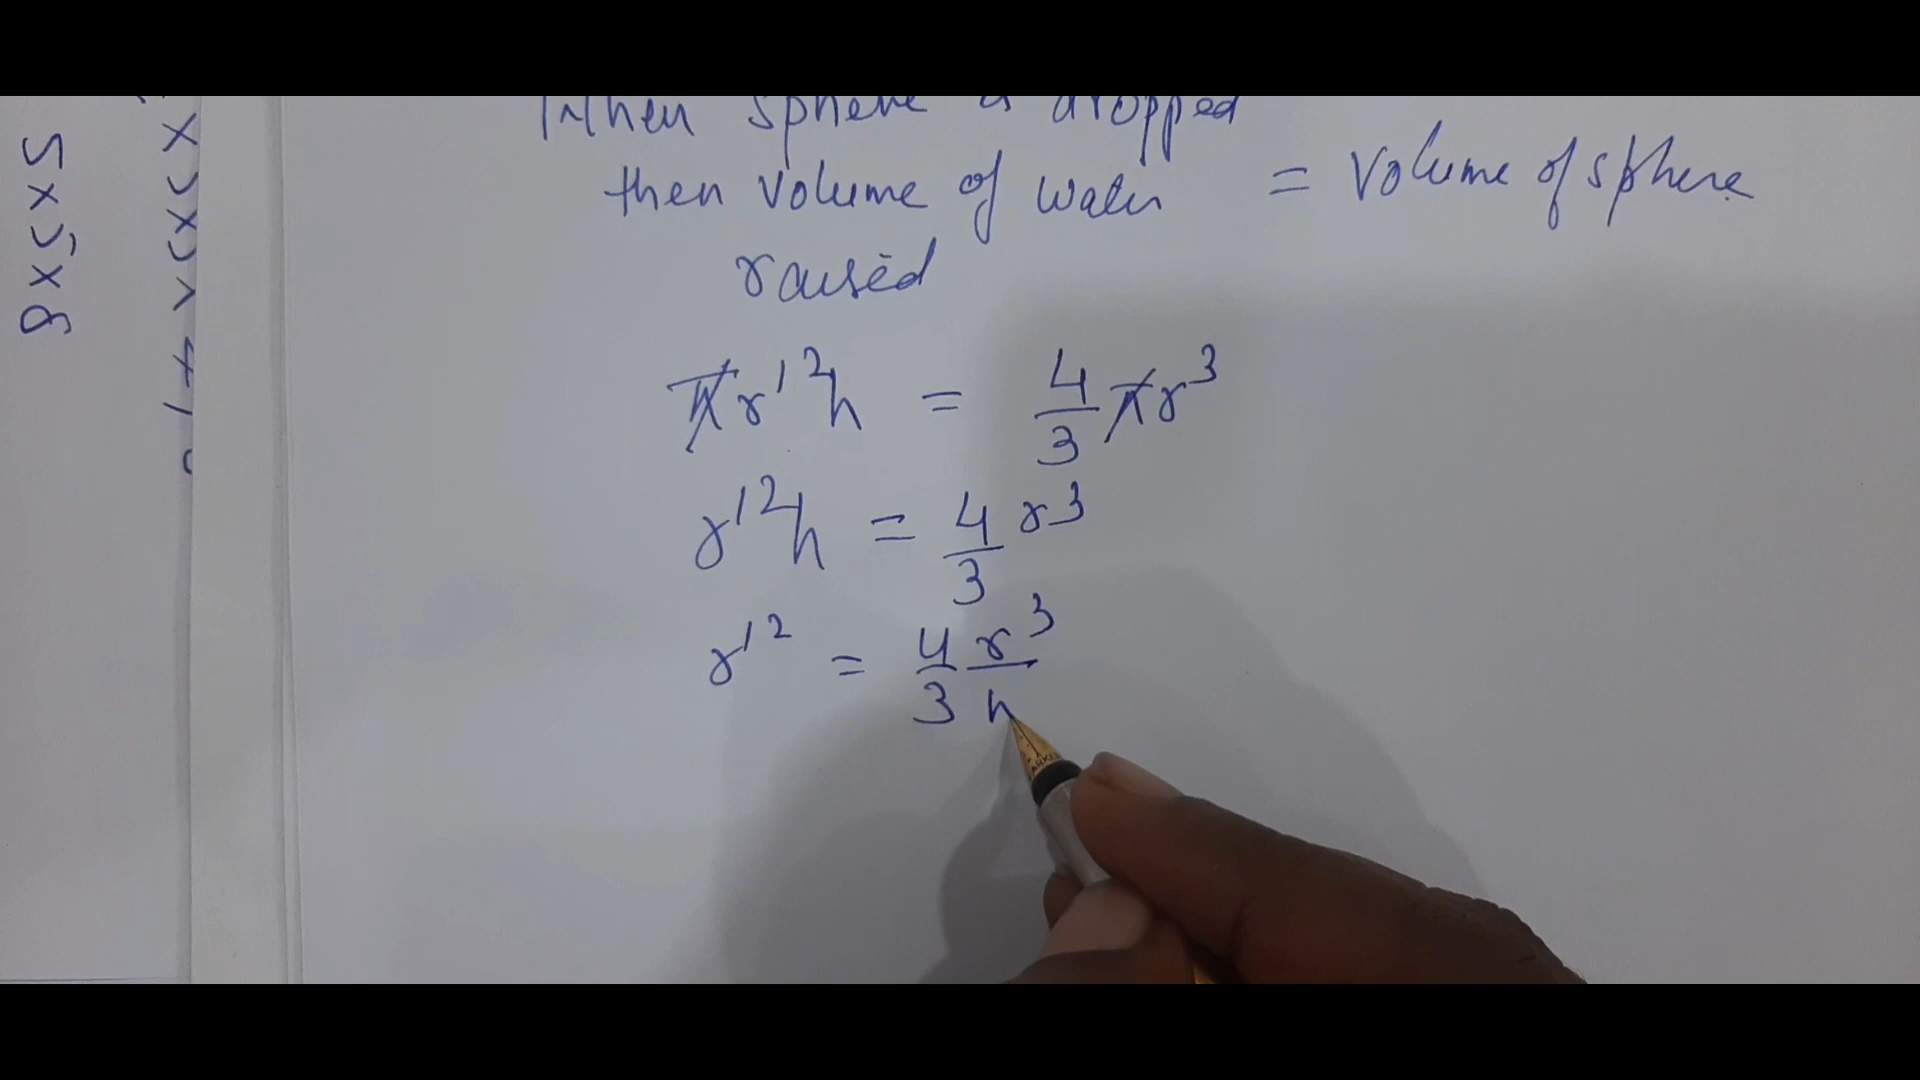 When sphere is dropped
then volume of water = volume of sphere
raised
πr'²h = 4/3 πr³
r'²h = 4/3 r³
r'² = 4/3 r³/h
5x5x8